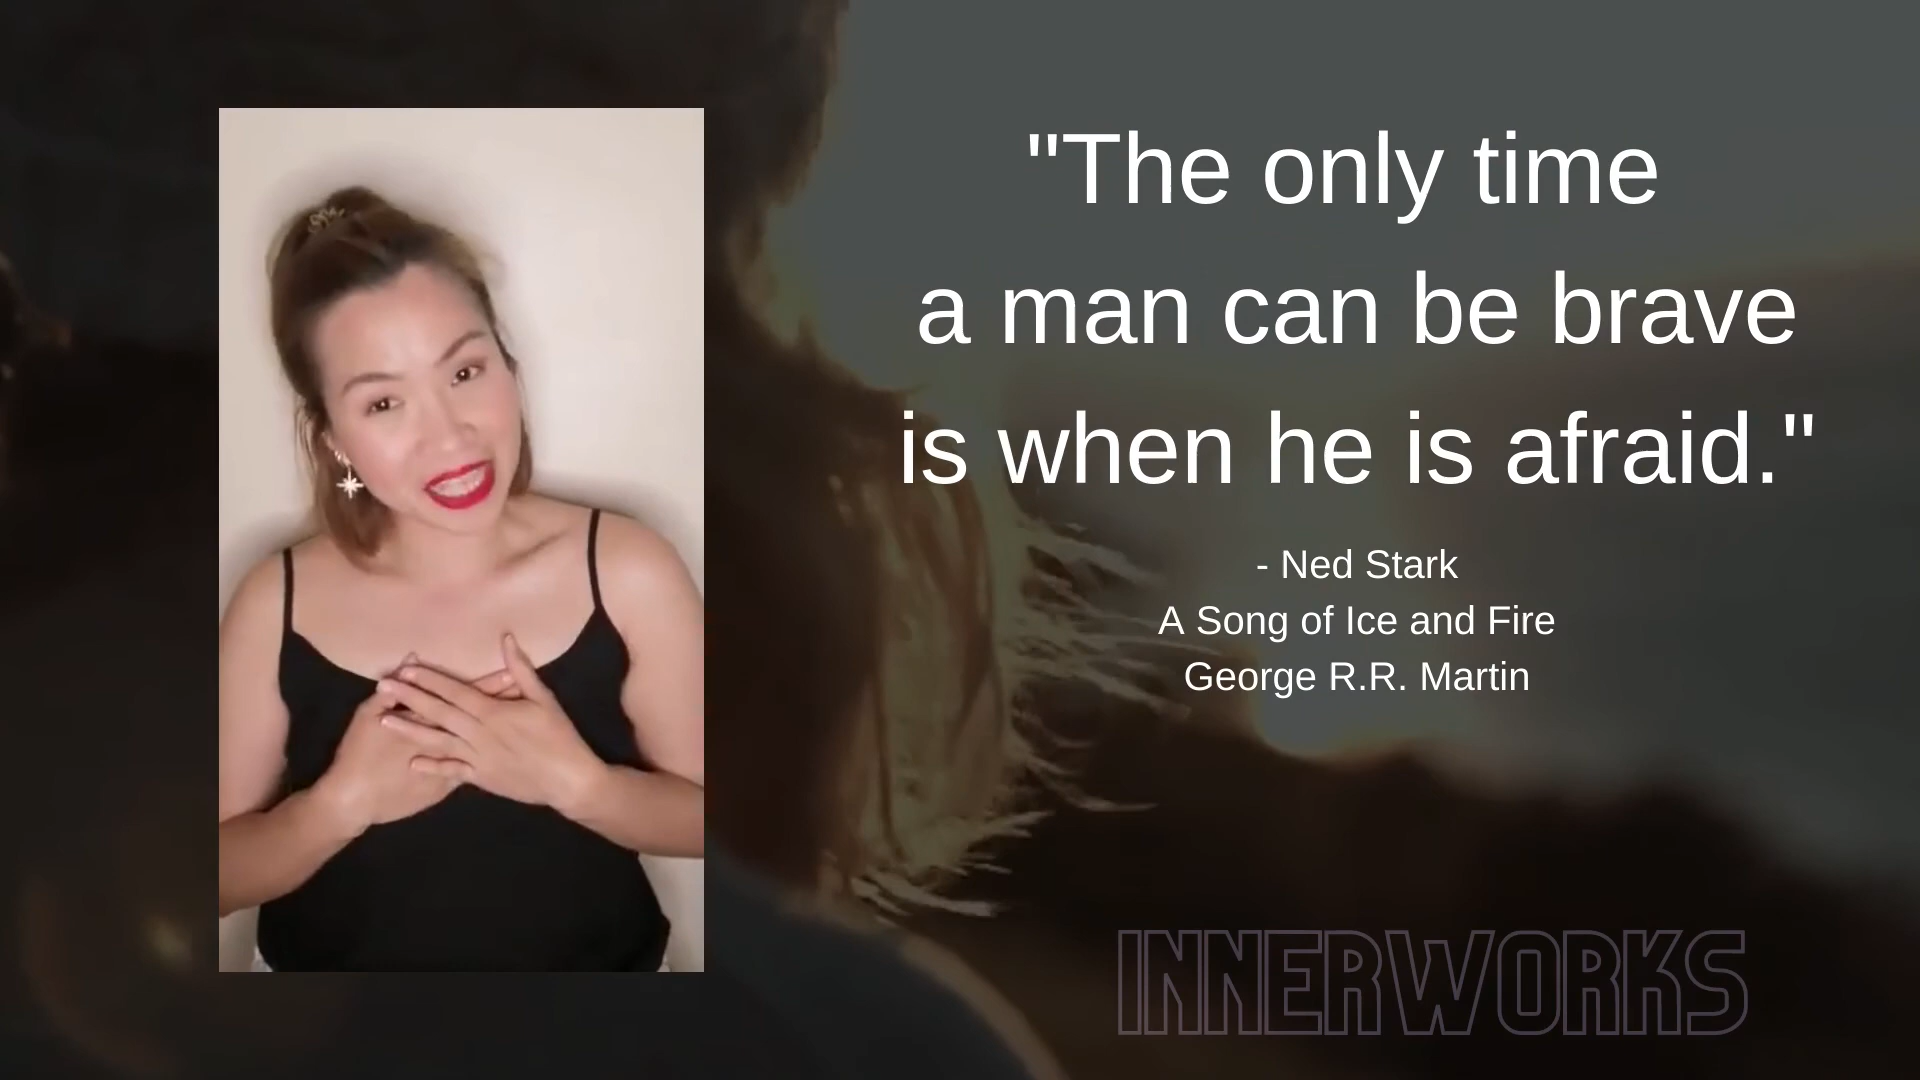 "The only time
a man can be brave
is when he is afraid."
- Ned Stark
A Song of Ice and Fire
George R.R. Martin
INNERWORKS